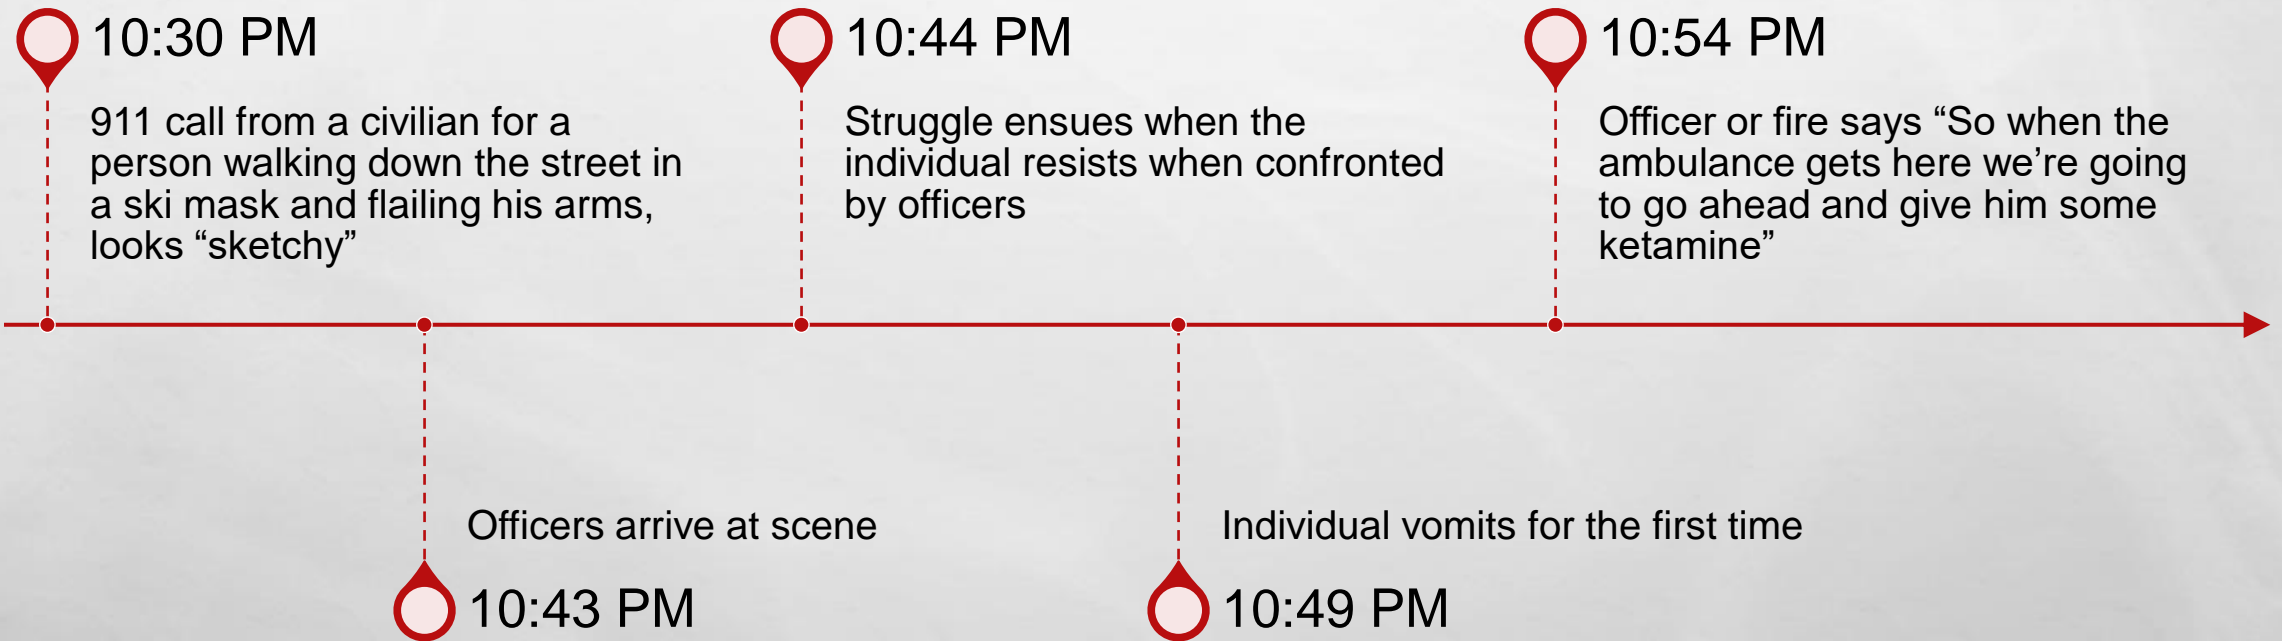 10:30 PM
911 call from a civilian for a
person walking down the street in
a ski mask and flailing his arms,
looks “sketchy”
Officers arrive at scene
10:43 PM
10:44 PM
Struggle ensues when the
individual resists when confronted
by officers
Individual vomits for the first time
10:49 PM
10:54 PM
Officer or fire says “So when the
ambulance gets here we’re going
to go ahead and give him some
ketamine”